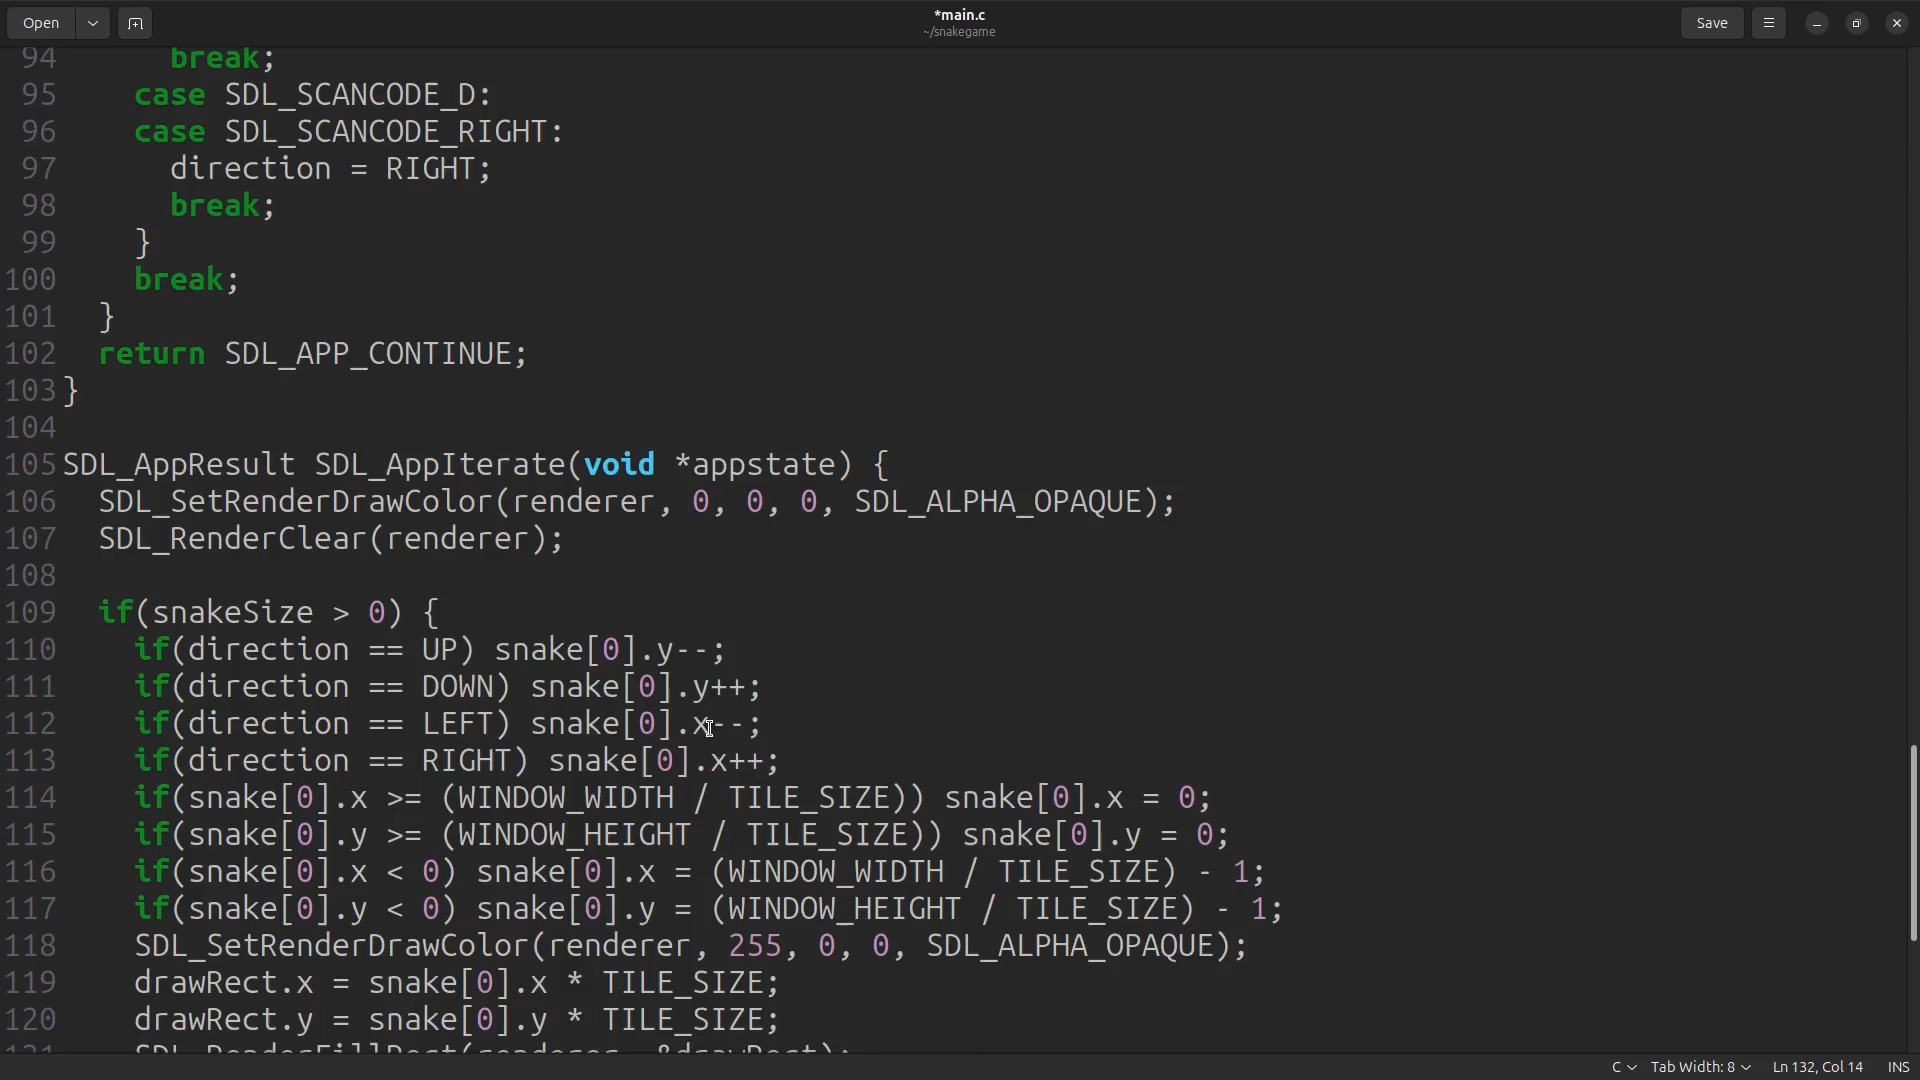 Open
*main.c
~/snakegame
Save
94 break;
95 case SDL_SCANCODE_D:
96 case SDL_SCANCODE_RIGHT:
97 direction = RIGHT;
98 break;
99 }
100 break;
101 }
102 return SDL_APP_CONTINUE;
103 }
104
105 SDL_AppResult SDL_AppIterate(void *appstate) {
106 SDL_SetRenderDrawColor(renderer, 0, 0, 0, SDL_ALPHA_OPAQUE);
107 SDL_RenderClear(renderer);
108
109 if(snakeSize > 0) {
110 if(direction == UP) snake[0].y--;
111 if(direction == DOWN) snake[0].y++;
112 if(direction == LEFT) snake[0].x--;
113 if(direction == RIGHT) snake[0].x++;
114 if(snake[0].x >= (WINDOW_WIDTH / TILE_SIZE)) snake[0].x = 0;
115 if(snake[0].y >= (WINDOW_HEIGHT / TILE_SIZE)) snake[0].y = 0;
116 if(snake[0].x < 0) snake[0].x = (WINDOW_WIDTH / TILE_SIZE) - 1;
117 if(snake[0].y < 0) snake[0].y = (WINDOW_HEIGHT / TILE_SIZE) - 1;
118 SDL_SetRenderDrawColor(renderer, 255, 0, 0, SDL_ALPHA_OPAQUE);
119 drawRect.x = snake[0].x * TILE_SIZE;
120 drawRect.y = snake[0].y * TILE_SIZE;
121 SDL_RenderFillRect(renderer, &drawRect);
C Tab Width: 8 Ln 132, Col 14 INS